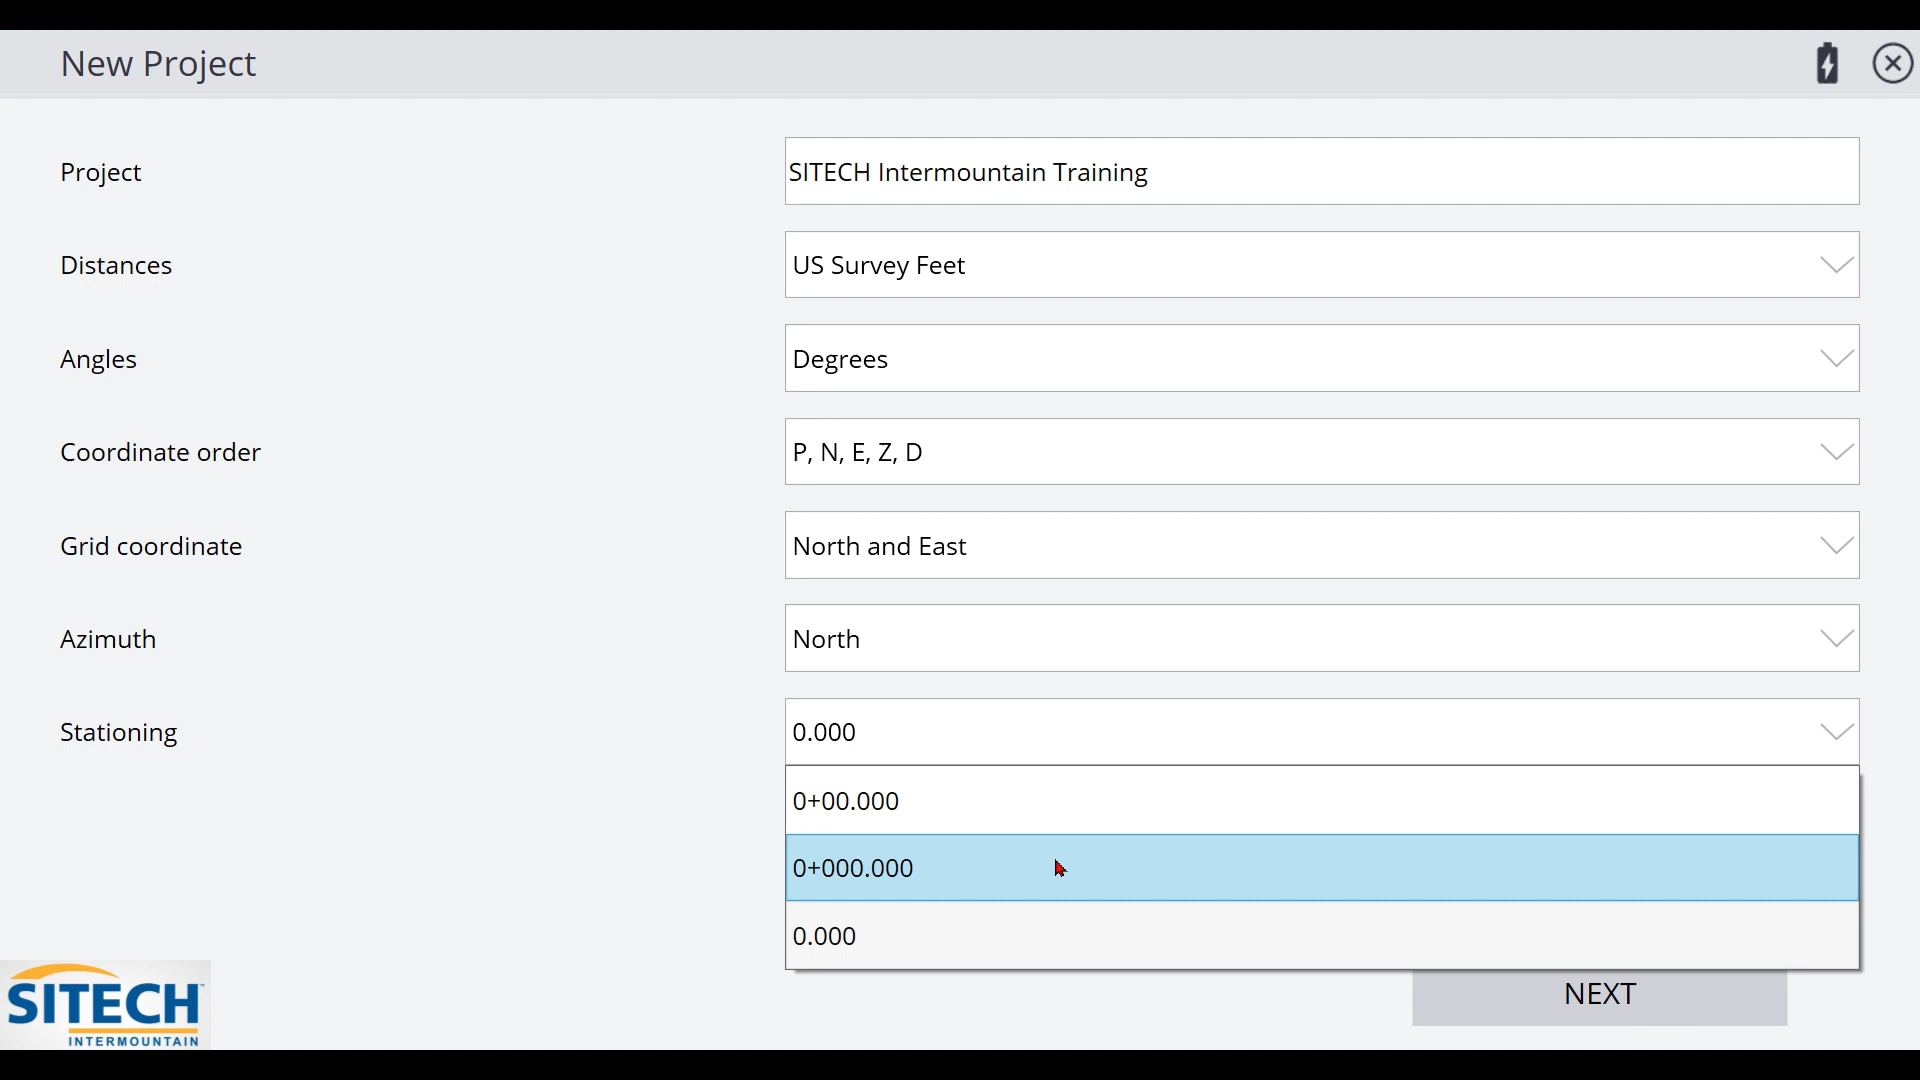 New Project
Project
SITECH Intermountain Training
Distances
US Survey Feet
Angles
Degrees
Coordinate order
P, N, E, Z, D
Grid coordinate
North and East
Azimuth
North
Stationing
0.000
0+00.000
0+000.000
0.000
NEXT
SITECH
INTERMOUNTAIN